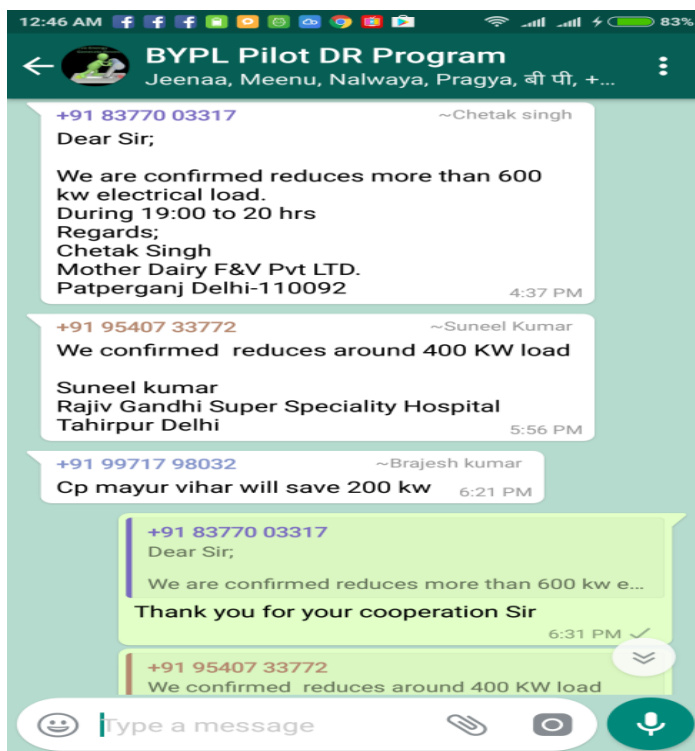 12:46 AM 83%
BYPL Pilot DR Program
Jeenaa, Meenu, Nalwaya, Pragya, बी पी, +...
+91 83770 03317 ~Chetak singh
Dear Sir;
We are confirmed reduces more than 600
kw electrical load.
During 19:00 to 20 hrs
Regards;
Chetak Singh
Mother Dairy F&V Pvt LTD.
Patperganj Delhi-110092
4:37 PM
+91 95407 33772 ~Suneel Kumar
We confirmed reduces around 400 KW load
Suneel kumar
Rajiv Gandhi Super Speciality Hospital
Tahirpur Delhi
5:56 PM
+91 99717 98032 ~Brajesh kumar
Cp mayur vihar will save 200 kw 6:21 PM
+91 83770 03317
Dear Sir;
We are confirmed reduces more than 600 kw e...
Thank you for your cooperation Sir
6:31 PM
+91 95407 33772
We confirmed reduces around 400 KW load
Type a message